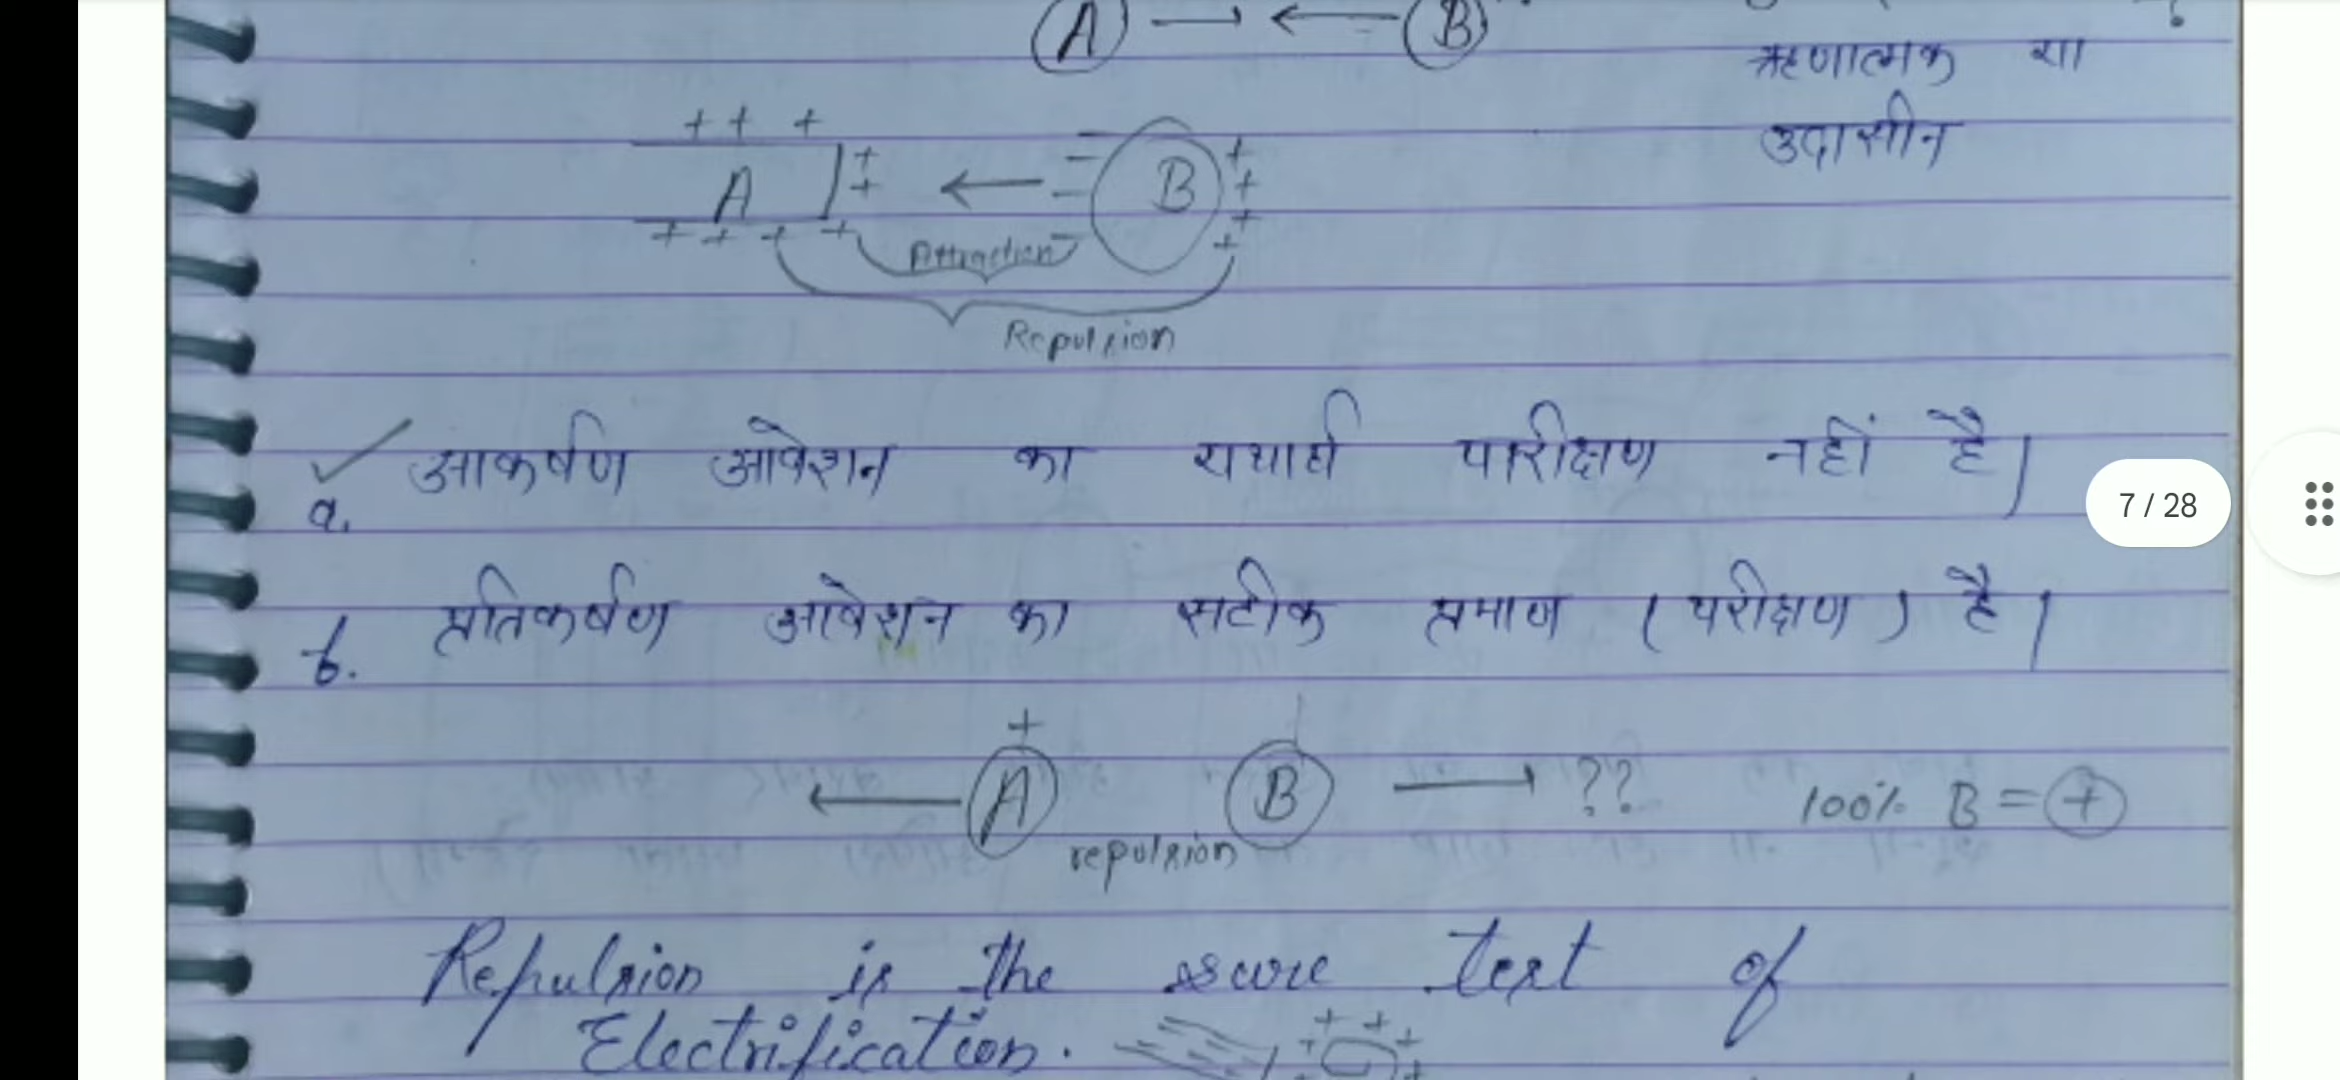 A → ← B
ऋणात्मक या
उदासीन
+ + +
A + + ← - - - B + + + +
+ + + +
Attraction
Repulsion
✓ आकर्षण आवेशन का यथार्थ पारीक्षण नहीं है।
a.
b. प्रतिकर्षण आवेशन का सटीक प्रमाण (परीक्षण) है।
+
← A B → ?? 100% B = +
repulsion
Repulsion is the sure test of
Electrification.
7 / 28